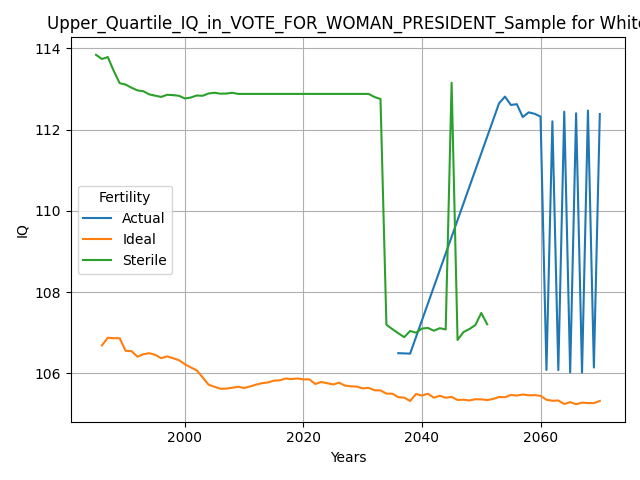 Upper_Quartile_IQ_in_VOTE_FOR_WOMAN_PRESIDENT_Sample for White
114
112
110
108
106
IQ
Fertility
Actual
Ideal
Sterile
2000 2020 2040 2060
Years